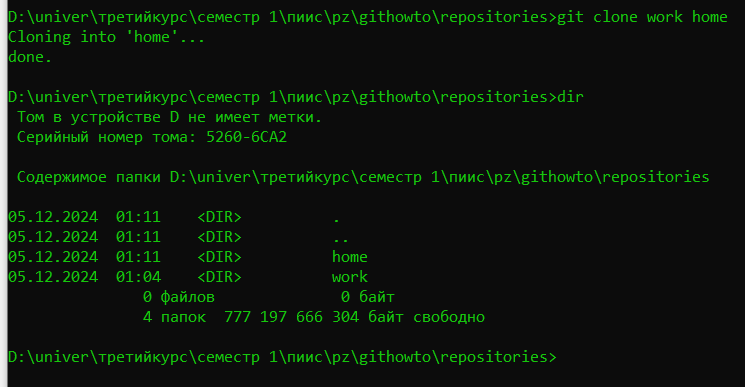 D:\univer\третийкурс\семестр 1\пиис\pz\githowto\repositories>git clone work home
Cloning into 'home'...
done.
D:\univer\третийкурс\семестр 1\пиис\pz\githowto\repositories>dir
Том в устройстве D не имеет метки.
Серийный номер тома: 5260-6CA2
Содержимое папки D:\univer\третийкурс\семестр 1\пиис\pz\githowto\repositories
05.12.2024  01:11    <DIR>          .
05.12.2024  01:11    <DIR>          ..
05.12.2024  01:11    <DIR>          home
05.12.2024  01:04    <DIR>          work
0 файлов              0 байт
4 папок  777 197 666 304 байт свободно
D:\univer\третийкурс\семестр 1\пиис\pz\githowto\repositories>